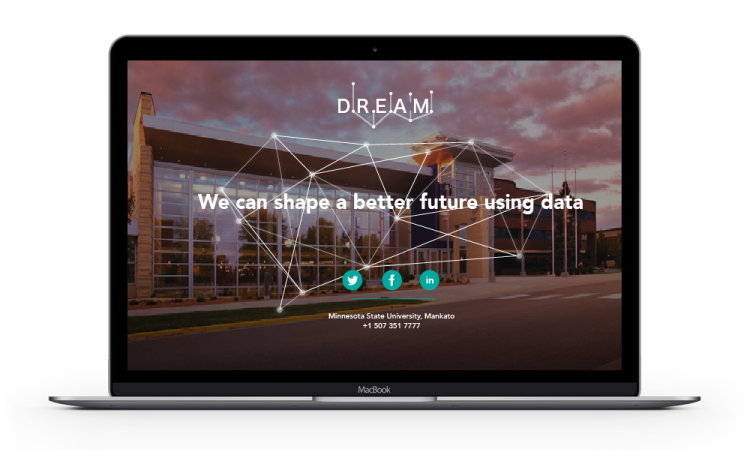 D.R.E.A.M.
We can shape a better future using data
in
Minnesota State University, Mankato
+1 507 351 7777
MacBook